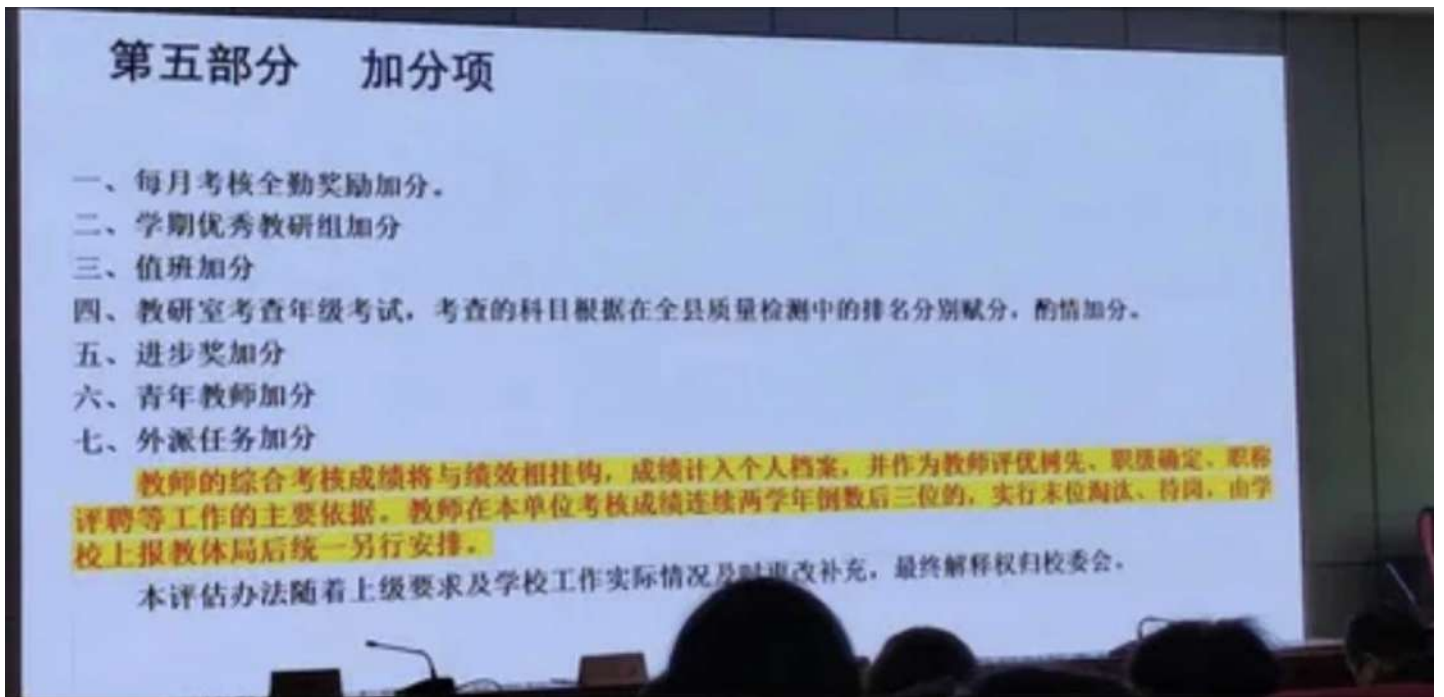 第五部分 加分项
一、每月考核全勤奖励加分。
二、学期优秀教研组加分
三、值班加分
四、教研室考查年级考试，考查的科目根据在全县质量检测中的排名分别赋分，酌情加分。
五、进步奖加分
六、青年教师加分
七、外派任务加分
教师的综合考核成绩将与绩效相挂钩，成绩计入个人档案，并作为教师评优树先、职级确定、职称
评聘等工作的主要依据。教师在本单位考核成绩连续两学年倒数后三位的，实行末位淘汰、待岗，由学
校上报教体局后统一另行安排。
本评估办法随着上级要求及学校工作实际情况及时更改补充，最终解释权归校委会。